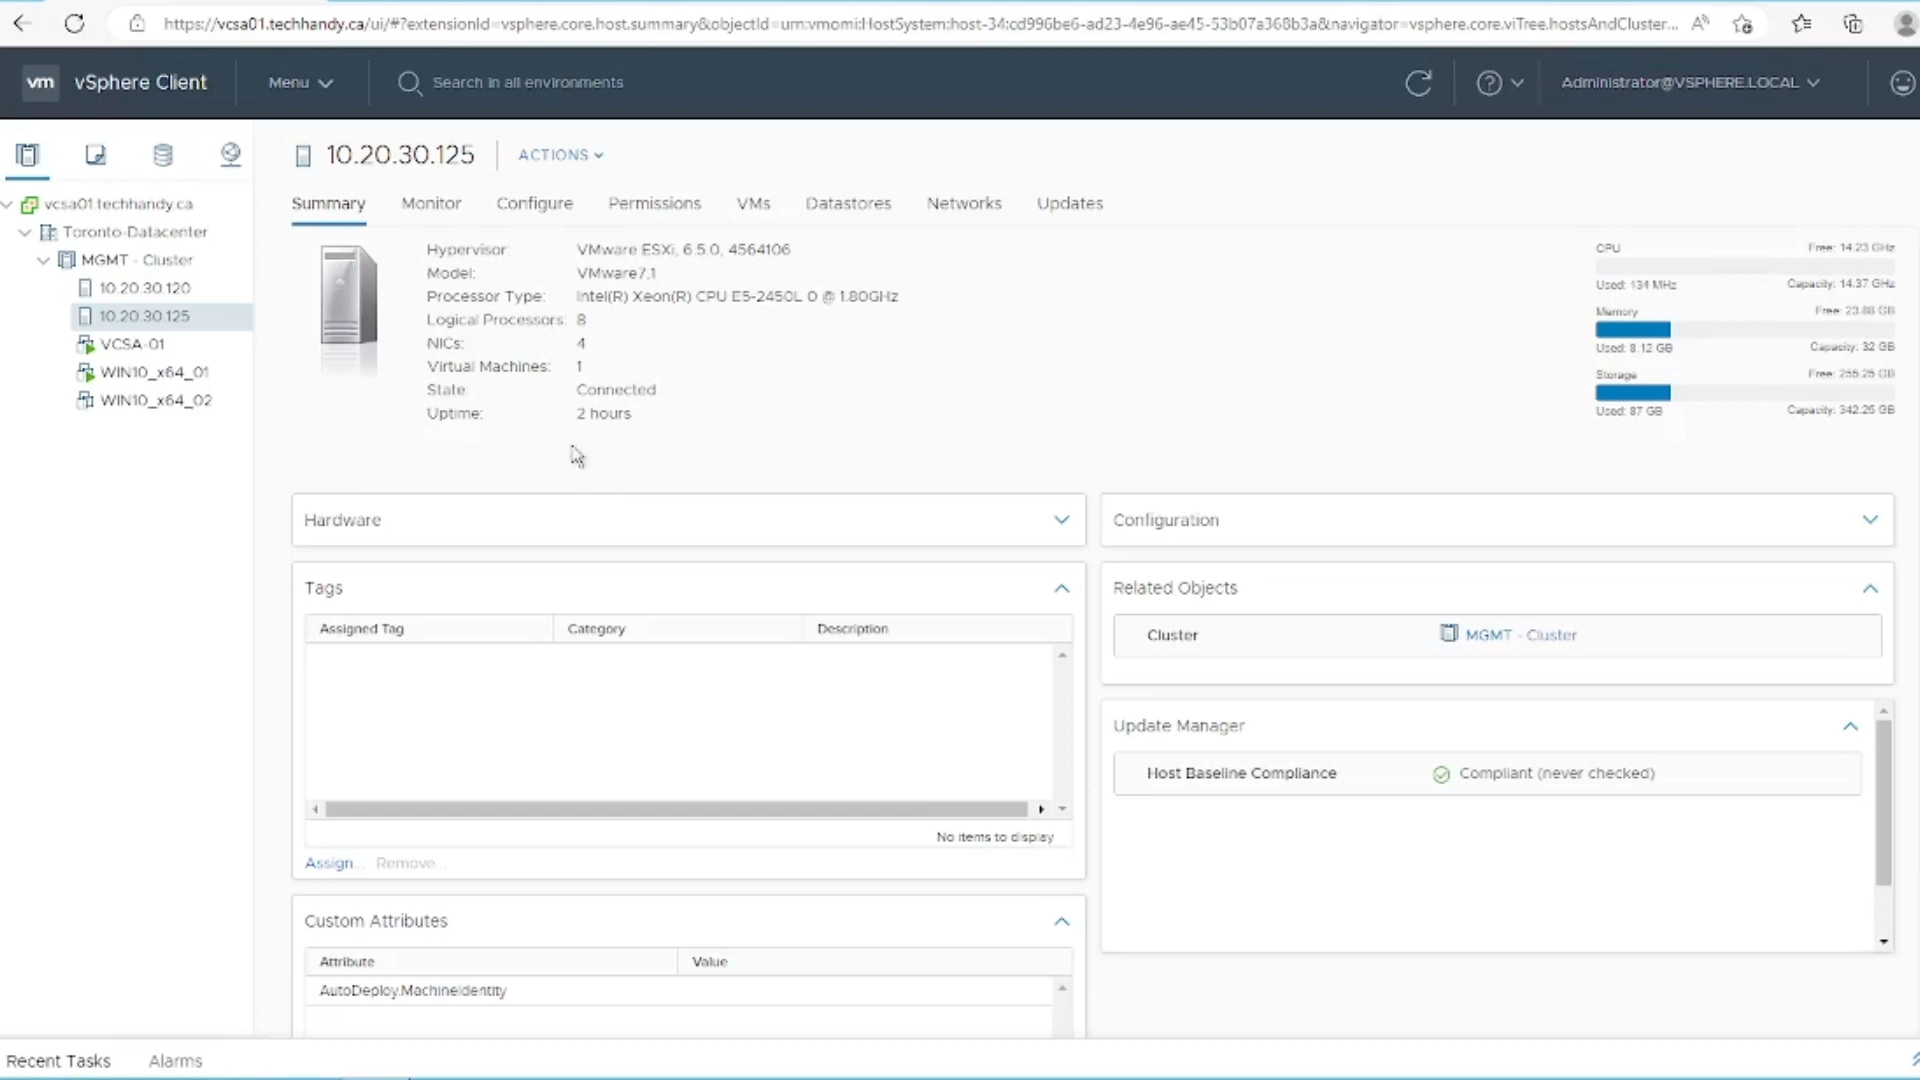 https://vcsa01.techhandy.ca/ui/#?extensionId=vsphere.core.host.summary&objectId=urn:vmomi:HostSystem:host-34:cd996be6-ad23-4e96-ae45-53b07a368b3a&navigator=vsphere.core.viTree.hostsAndCluster...
vm vSphere Client Menu Search in all environments Administrator@VSPHERE.LOCAL
10.20.30.125 ACTIONS
Summary Monitor Configure Permissions VMs Datastores Networks Updates
vcsa01.techhandy.ca
Toronto-Datacenter
MGMT - Cluster
10.20.30.120
10.20.30.125
VCSA-01
WIN10_x64_01
WIN10_x64_02
Hypervisor: VMware ESXi, 6.5.0, 4564106
Model: VMware7,1
Processor Type: Intel(R) Xeon(R) CPU E5-2450L 0 @ 1.80GHz
Logical Processors: 8
NICs: 4
Virtual Machines: 1
State: Connected
Uptime: 2 hours
CPU Free: 14.23 GHz
Used: 134 MHz Capacity: 14.37 GHz
Memory Free: 23.88 GB
Used: 8.12 GB Capacity: 32 GB
Storage Free: 255.25 GB
Used: 87 GB Capacity: 342.25 GB
Hardware
Configuration
Tags
Assigned Tag Category Description
No items to display
Assign... Remove...
Related Objects
Cluster MGMT - Cluster
Update Manager
Host Baseline Compliance Compliant (never checked)
Custom Attributes
Attribute Value
AutoDeploy.MachineIdentity
Recent Tasks Alarms